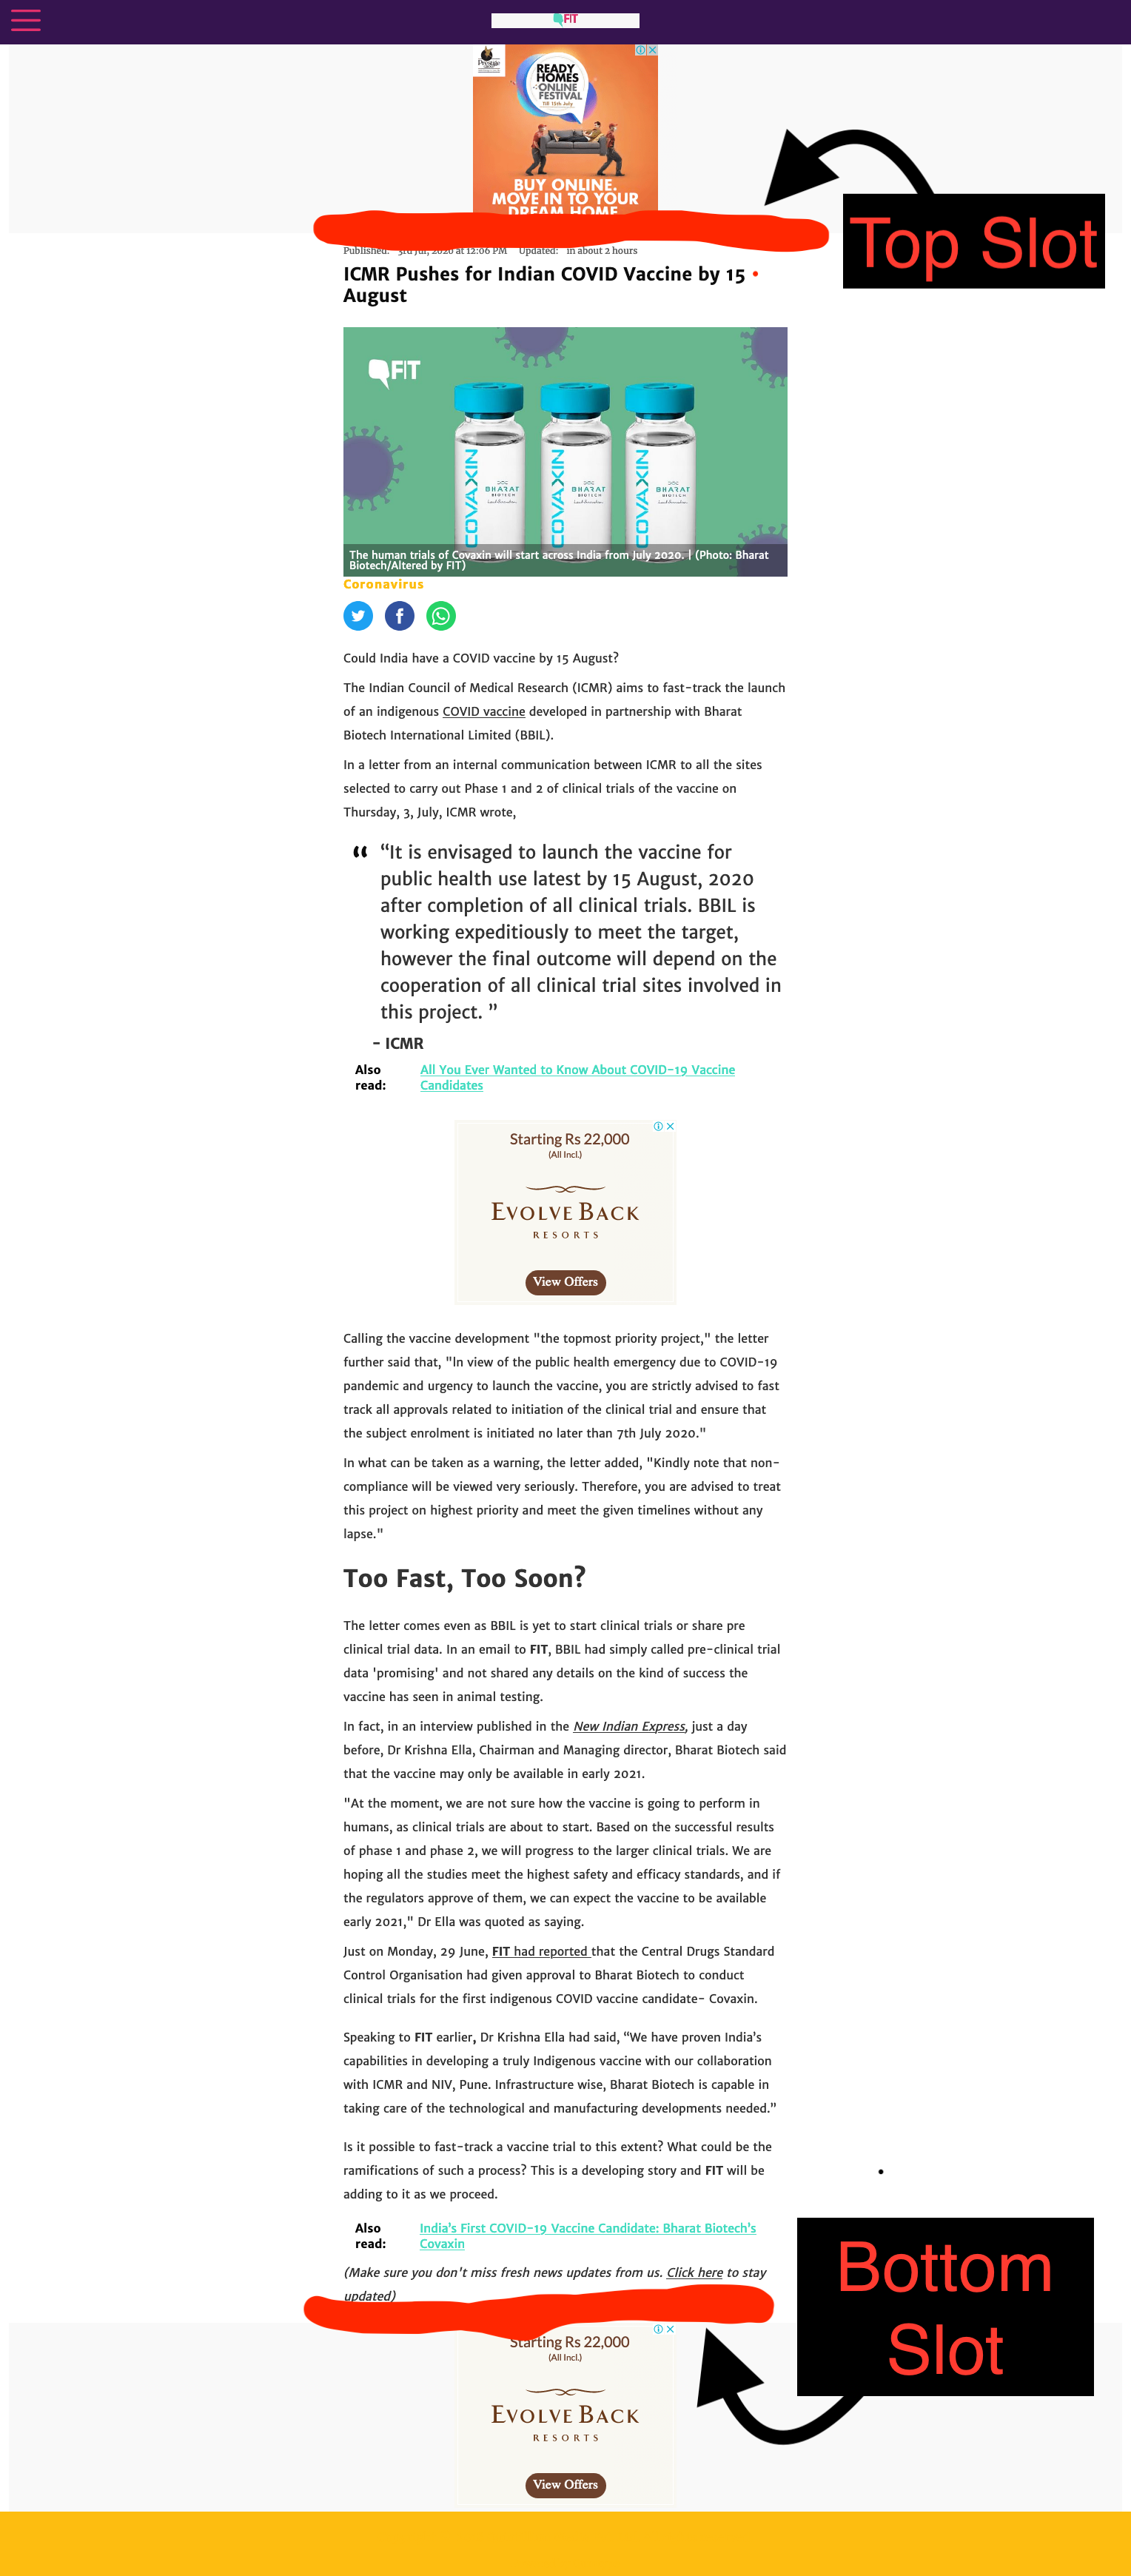 FIT
Prestige
READY
HOMES
ONLINE
FESTIVAL
Till 15th July
BUY ONLINE.
MOVE IN TO YOUR
DREAM HOME
Top Slot
Published: 3rd Jul, 2020 at 12:06 PM Updated: in about 2 hours
ICMR Pushes for Indian COVID Vaccine by 15 •
August
FIT
COVAXIN
BHARAT
BIOTECH
COVAXIN
BHARAT
BIOTECH
COVAXIN
BHARAT
BIOTECH
The human trials of Covaxin will start across India from July 2020. | (Photo: Bharat
Biotech/Altered by FIT)
Coronavirus
Could India have a COVID vaccine by 15 August?
The Indian Council of Medical Research (ICMR) aims to fast-track the launch
of an indigenous COVID vaccine developed in partnership with Bharat
Biotech International Limited (BBIL).
In a letter from an internal communication between ICMR to all the sites
selected to carry out Phase 1 and 2 of clinical trials of the vaccine on
Thursday, 3, July, ICMR wrote,
“ “It is envisaged to launch the vaccine for
public health use latest by 15 August, 2020
after completion of all clinical trials. BBIL is
working expeditiously to meet the target,
however the final outcome will depend on the
cooperation of all clinical trial sites involved in
this project. ”
- ICMR
Also read: All You Ever Wanted to Know About COVID-19 Vaccine
Candidates
Starting Rs 22,000
(All Incl.)
EVOLVE BACK
RESORTS
View Offers
Calling the vaccine development "the topmost priority project," the letter
further said that, "In view of the public health emergency due to COVID-19
pandemic and urgency to launch the vaccine, you are strictly advised to fast
track all approvals related to initiation of the clinical trial and ensure that
the subject enrolment is initiated no later than 7th July 2020."
In what can be taken as a warning, the letter added, "Kindly note that non-
compliance will be viewed very seriously. Therefore, you are advised to treat
this project on highest priority and meet the given timelines without any
lapse."
Too Fast, Too Soon?
The letter comes even as BBIL is yet to start clinical trials or share pre
clinical trial data. In an email to FIT, BBIL had simply called pre-clinical trial
data 'promising' and not shared any details on the kind of success the
vaccine has seen in animal testing.
In fact, in an interview published in the New Indian Express, just a day
before, Dr Krishna Ella, Chairman and Managing director, Bharat Biotech said
that the vaccine may only be available in early 2021.
"At the moment, we are not sure how the vaccine is going to perform in
humans, as clinical trials are about to start. Based on the successful results
of phase 1 and phase 2, we will progress to the larger clinical trials. We are
hoping all the studies meet the highest safety and efficacy standards, and if
the regulators approve of them, we can expect the vaccine to be available
early 2021," Dr Ella was quoted as saying.
Just on Monday, 29 June, FIT had reported that the Central Drugs Standard
Control Organisation had given approval to Bharat Biotech to conduct
clinical trials for the first indigenous COVID vaccine candidate- Covaxin.
Speaking to FIT earlier, Dr Krishna Ella had said, “We have proven India’s
capabilities in developing a truly Indigenous vaccine with our collaboration
with ICMR and NIV, Pune. Infrastructure wise, Bharat Biotech is capable in
taking care of the technological and manufacturing developments needed.”
Is it possible to fast-track a vaccine trial to this extent? What could be the
ramifications of such a process? This is a developing story and FIT will be
adding to it as we proceed.
Also read: India’s First COVID-19 Vaccine Candidate: Bharat Biotech’s
Covaxin
(Make sure you don't miss fresh news updates from us. Click here to stay
updated)
Bottom
Slot
Starting Rs 22,000
(All Incl.)
EVOLVE BACK
RESORTS
View Offers